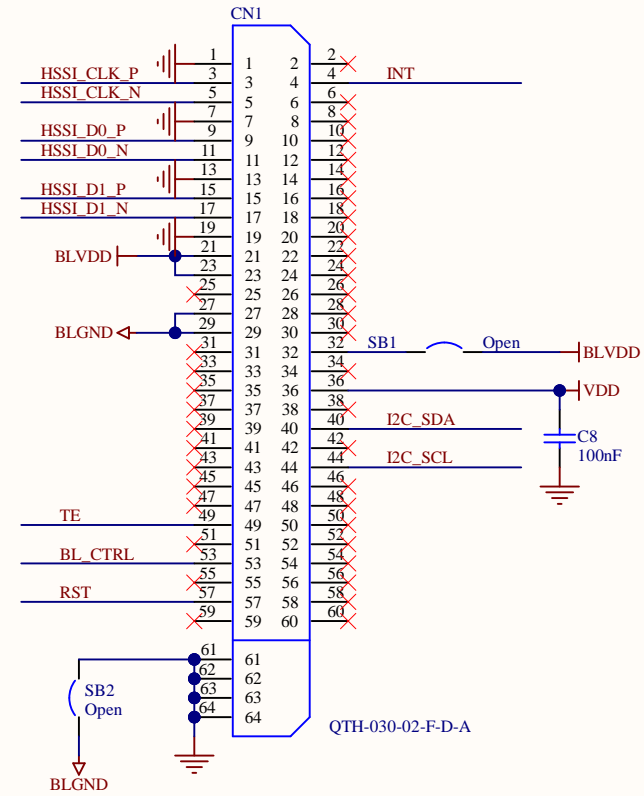 CN1
1 1 2 2
HSSI_CLK_P 3 3 4 4 INT
HSSI_CLK_N 5 5 6 6
7 7 8 8
HSSI_D0_P 9 9 10 10
HSSI_D0_N 11 11 12 12
13 13 14 14
HSSI_D1_P 15 15 16 16
HSSI_D1_N 17 17 18 18
19 19 20 20
BLVDD 21 21 22 22
23 23 24 24
25 25 26 26
27 27 28 28
BLGND 29 29 30 30
31 31 32 32 SB1 Open BLVDD
33 33 34 34
35 35 36 36 VDD
37 37 38 38
39 39 40 40 I2C_SDA
41 41 42 42 C8
43 43 44 44 I2C_SCL 100nF
45 45 46 46
47 47 48 48
TE 49 49 50 50
51 51 52 52
BL_CTRL 53 53 54 54
55 55 56 56
RST 57 57 58 58
59 59 60 60
61 61
62 62
SB2 63 63
Open 64 64
QTH-030-02-F-D-A
BLGND